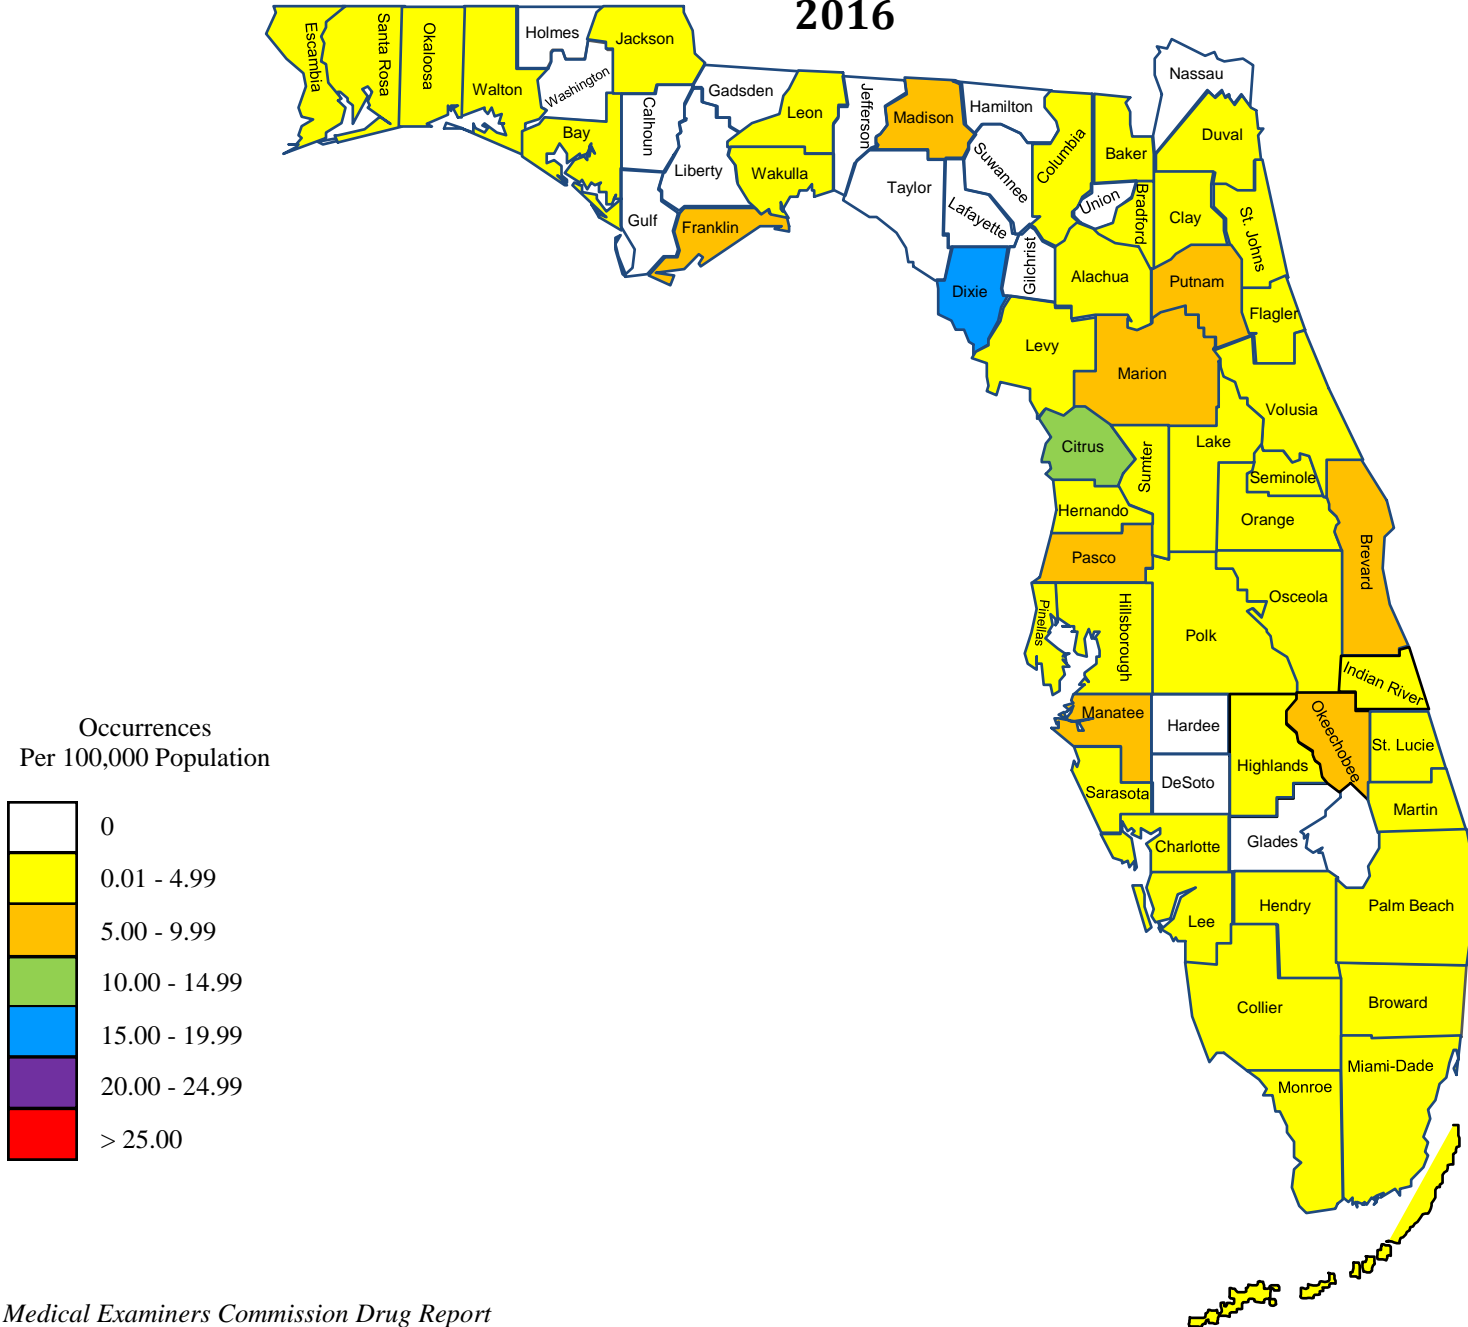 2016
Escambia
Santa Rosa
Okaloosa
Walton
Holmes
Washington
Jackson
Bay
Calhoun
Gulf
Gadsden
Liberty
Franklin
Leon
Wakulla
Jefferson
Madison
Taylor
Hamilton
Suwannee
Lafayette
Dixie
Columbia
Gilchrist
Baker
Union
Bradford
Nassau
Duval
Clay
St. Johns
Alachua
Putnam
Flagler
Levy
Marion
Volusia
Citrus
Sumter
Lake
Seminole
Hernando
Orange
Pasco
Brevard
Pinellas
Hillsborough
Polk
Osceola
Indian River
Manatee
Hardee
Highlands
Okeechobee
St. Lucie
Sarasota
DeSoto
Martin
Charlotte
Glades
Lee
Hendry
Palm Beach
Collier
Broward
Miami-Dade
Monroe
Occurrences
Per 100,000 Population
0
0.01 - 4.99
5.00 - 9.99
10.00 - 14.99
15.00 - 19.99
20.00 - 24.99
> 25.00
Medical Examiners Commission Drug Report